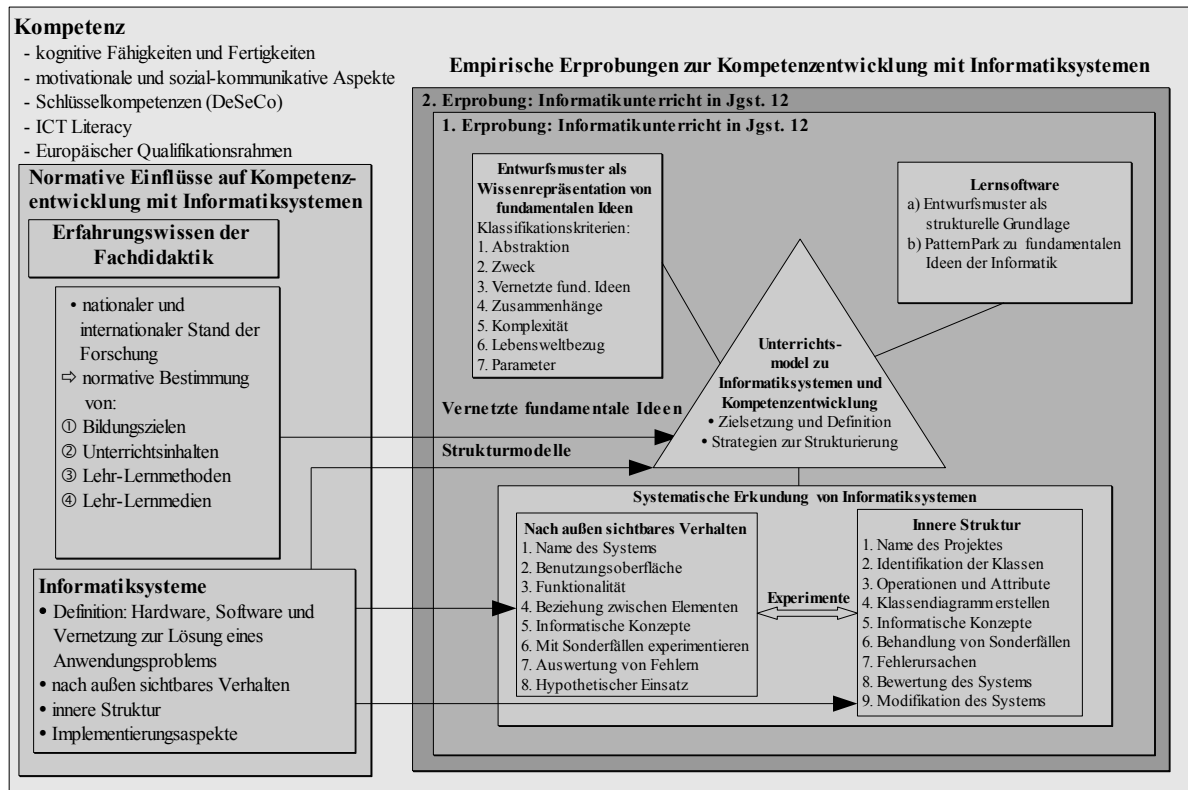 Kompetenz
- kognitive Fähigkeiten und Fertigkeiten
- motivationale und sozial-kommunikative Aspekte
- Schlüsselkompetenzen (DeSeCo)
- ICT Literacy
- Europäischer Qualifikationsrahmen
Normative Einflüsse auf Kompetenz-
entwicklung mit Informatiksystemen
Erfahrungswissen der
Fachdidaktik
• nationaler und
internationaler Stand der
Forschung
⇨ normative Bestimmung
von:
① Bildungszielen
② Unterrichtsinhalten
③ Lehr-Lernmethoden
④ Lehr-Lernmedien
Informatiksysteme
• Definition: Hardware, Software und
Vernetzung zur Lösung eines
Anwendungsproblems
• nach außen sichtbares Verhalten
• innere Struktur
• Implementierungsaspekte
Empirische Erprobungen zur Kompetenzentwicklung mit Informatiksystemen
2. Erprobung: Informatikunterricht in Jgst. 12
1. Erprobung: Informatikunterricht in Jgst. 12
Entwurfsmuster als
Wissenrepräsentation von
fundamentalen Ideen
Klassifikationskriterien:
1. Abstraktion
2. Zweck
3. Vernetzte fund. Ideen
4. Zusammenhänge
5. Komplexität
6. Lebensweltbezug
7. Parameter
Lernsoftware
a) Entwurfsmuster als
strukturelle Grundlage
b) PatternPark zu fundamentalen
Ideen der Informatik
Unterrichts-
model zu
Informatiksystemen und
Kompetenzentwicklung
• Zielsetzung und Definition
• Strategien zur Strukturierung
Vernetzte fundamentale Ideen
Strukturmodelle
Systematische Erkundung von Informatiksystemen
Nach außen sichtbares Verhalten
1. Name des Systems
2. Benutzungsoberfläche
3. Funktionalität
4. Beziehung zwischen Elementen
5. Informatische Konzepte
6. Mit Sonderfällen experimentieren
7. Auswertung von Fehlern
8. Hypothetischer Einsatz
Experimente
Innere Struktur
1. Name des Projektes
2. Identifikation der Klassen
3. Operationen und Attribute
4. Klassendiagrammerstellen
5. Informatische Konzepte
6. Behandlung von Sonderfällen
7. Fehlerursachen
8. Bewertung des Systems
9. Modifikation des Systems